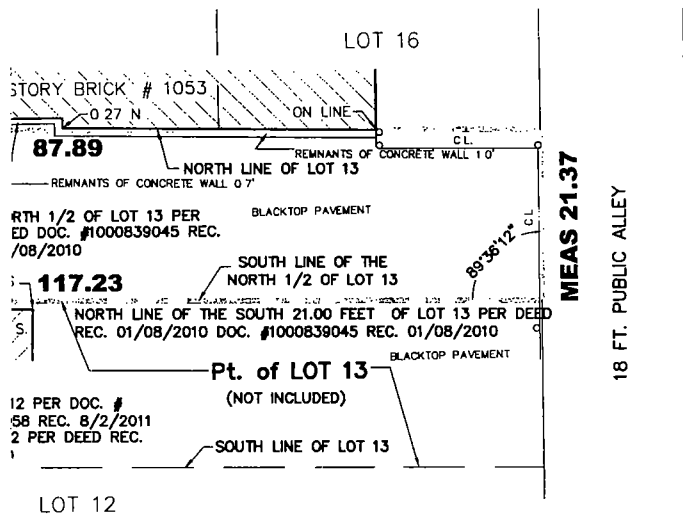 LOT 16
STORY BRICK # 1053
0.27 N
ON LINE
C.L.
87.89
NORTH LINE OF LOT 13
REMNANTS OF CONCRETE WALL 1 0'
REMNANTS OF CONCRETE WALL 0 7'
RTH 1/2 OF LOT 13 PER
ED DOC. #1000839045 REC.
/08/2010
BLACKTOP PAVEMENT
C L
89°36'12"
MEAS 21.37
18 FT. PUBLIC ALLEY
SOUTH LINE OF THE
NORTH 1/2 OF LOT 13
117.23
S.
NORTH LINE OF THE SOUTH 21.00 FEET OF LOT 13 PER DEED
REC. 01/08/2010 DOC. #1000839045 REC. 01/08/2010
BLACKTOP PAVEMENT
Pt. of LOT 13
(NOT INCLUDED)
12 PER DOC. #
58 REC. 8/2/2011
2 PER DEED REC.
SOUTH LINE OF LOT 13
LOT 12